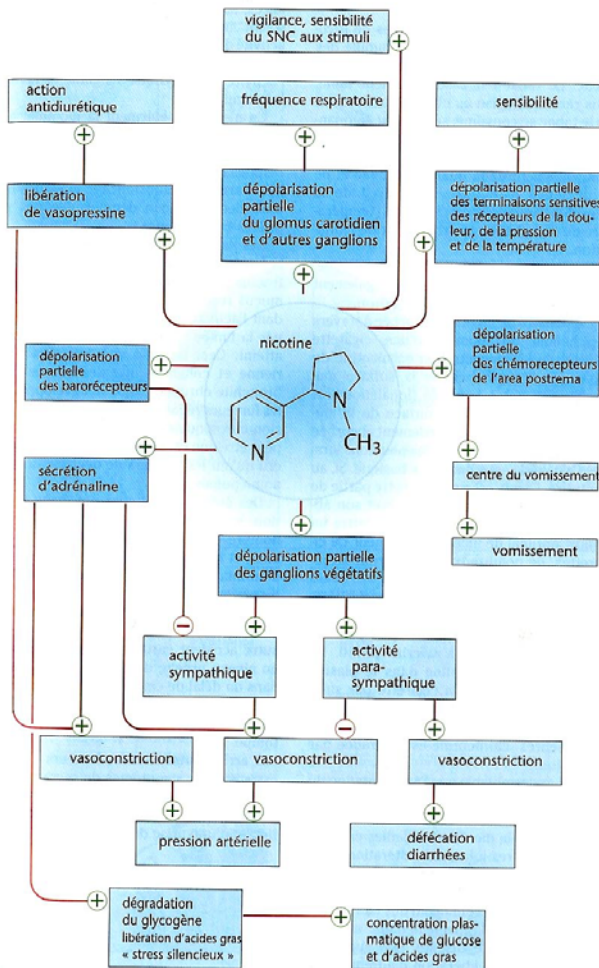 vigilance, sensibilité
du SNC aux stimuli
action
antidiurétique
fréquence respiratoire
sensibilité
libération
de vasopressine
dépolarisation
partielle
du glomus carotidien
et d'autres ganglions
dépolarisation partielle
des terminaisons sensitives
des récepteurs de la dou-
leur, de la pression
et de la température
nicotine
N
N
CH3
dépolarisation
partielle
des barorécepteurs
dépolarisation
partielle
des chémorecepteurs
de l'area postrema
sécrétion
d'adrénaline
centre du vomissement
vomissement
dépolarisation partielle
des ganglions végétatifs
activité
sympathique
activité
para-
sympathique
vasoconstriction
vasoconstriction
vasoconstriction
pression artérielle
défécation
diarrhées
dégradation
du glycogène
libération d'acides gras
« stress silencieux »
concentration plas-
matique de glucose
et d'acides gras